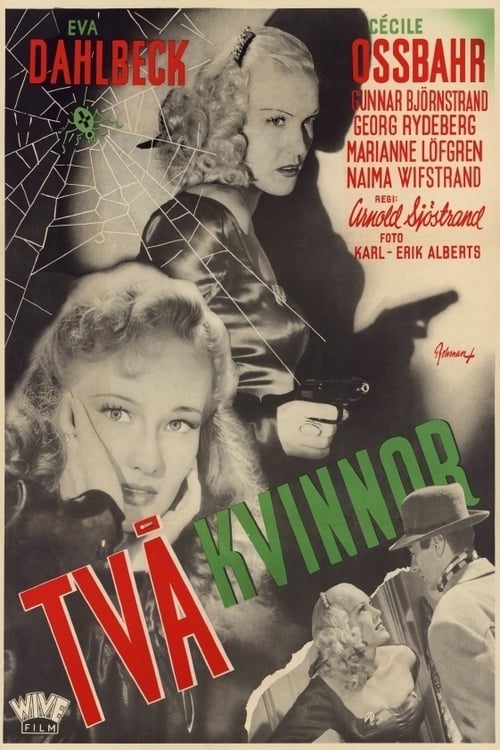 EVA
DAHLBECK
CÉCILE
OSSBAHR
GUNNAR BJÖRNSTRAND
GEORG RYDEBERG
MARIANNE LÖFGREN
NAIMA WIFSTRAND
REGI:
Arnold Sjöstrand
FOTO
KARL-ERIK ALBERTS
TVÅ
KVINNOR
WIVE
FILM